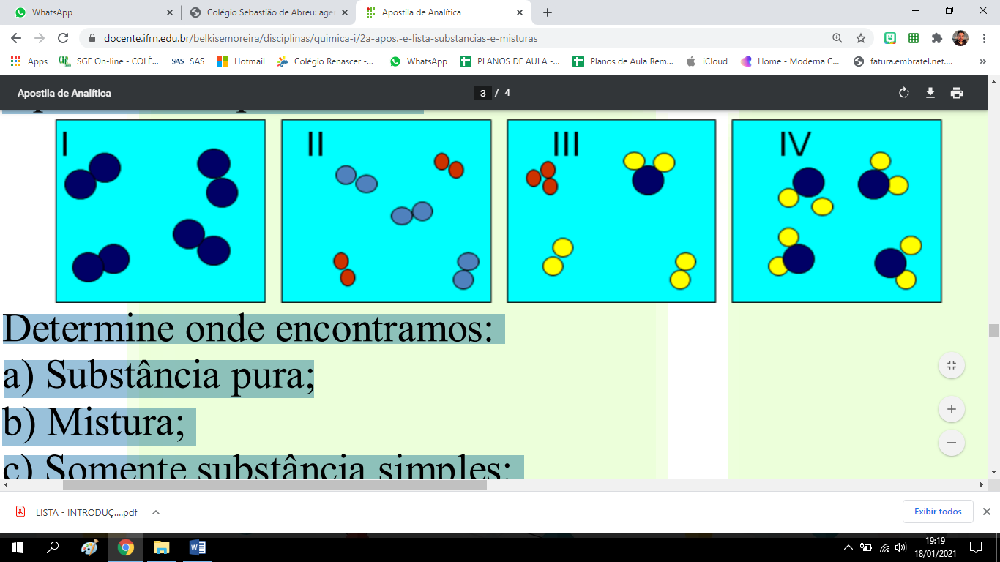 WhatsApp
Colégio Sebastião de Abreu: age
Apostila de Analítica
docente.ifrn.edu.br/belkisemoreira/disciplinas/quimica-i/2a-apos.-e-lista-substancias-e-misturas
Apps SGE On-line - COLÉ... SAS SAS Hotmail Colégio Renascer -... WhatsApp PLANOS DE AULA -... Planos de Aula Rem... iCloud Home - Moderna C... fatura.embratel.net.... »
Apostila de Analítica 3 / 4
I II III IV
Determine onde encontramos:
a) Substância pura;
b) Mistura;
c) Somente substância simples;
LISTA - INTRODUÇ....pdf
Exibir todos
19:19
18/01/2021